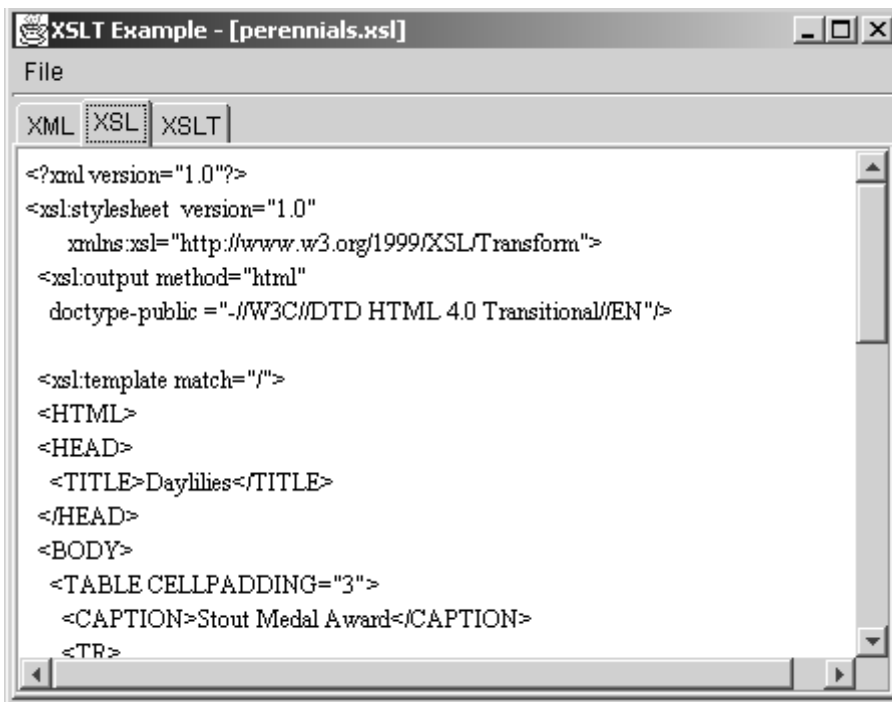 XSLT Example - [perennials.xsl]
File
XML XSL XSLT
<?xml version="1.0"?>
<xsl:stylesheet version="1.0"
xmlns:xsl="http://www.w3.org/1999/XSL/Transform">
<xsl:output method="html"
doctype-public ="-//W3C//DTD HTML 4.0 Transitional//EN"/>
<xsl:template match="/">
<HTML>
<HEAD>
<TITLE>Daylilies</TITLE>
</HEAD>
<BODY>
<TABLE CELLPADDING="3">
<CAPTION>Stout Medal Award</CAPTION>
<TR>